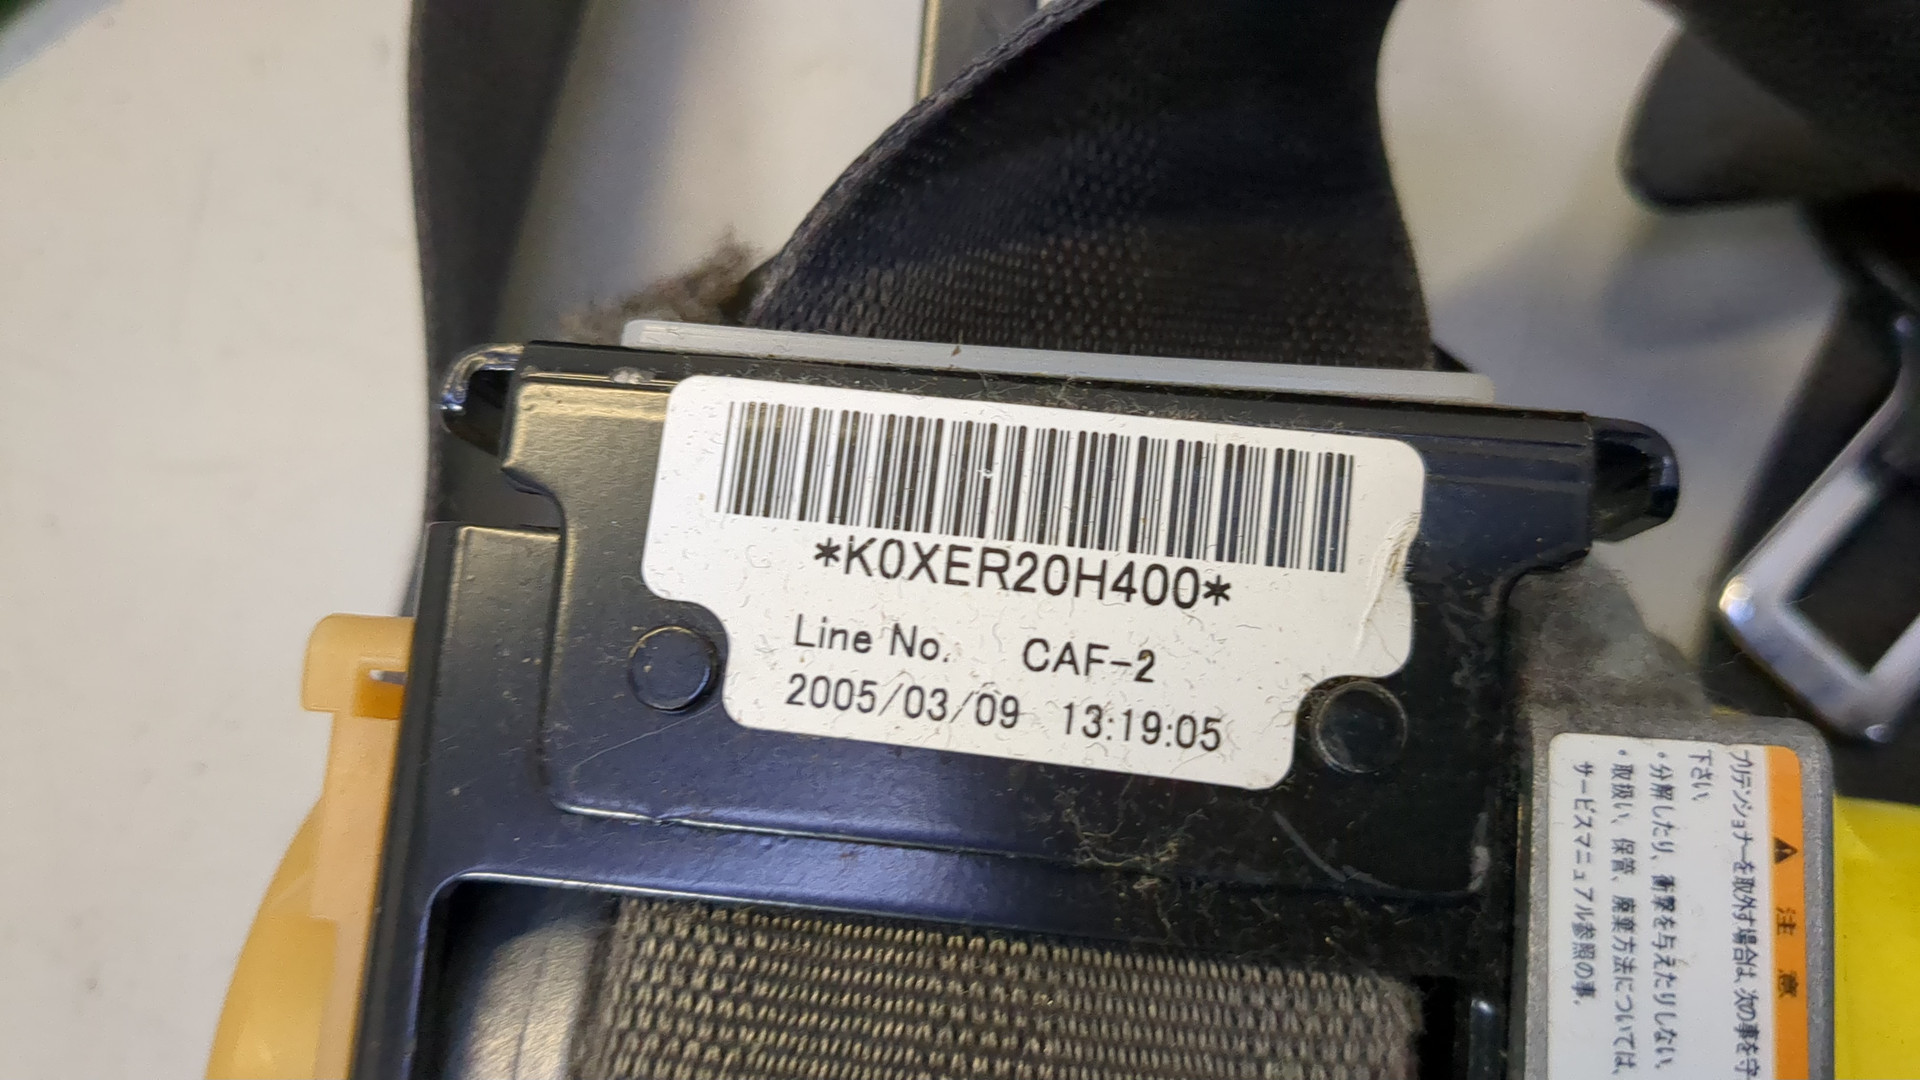 *K0XER20H400*
Line No. CAF-2
2005/03/09 13:19:05
注 意
プリテンショナーを取外す場合は、次の事を守
下さい。
・分解したり、衝撃を与えたりしない。
・取扱い、保管、廃棄方法については、
サービスマニュアル参照の事。